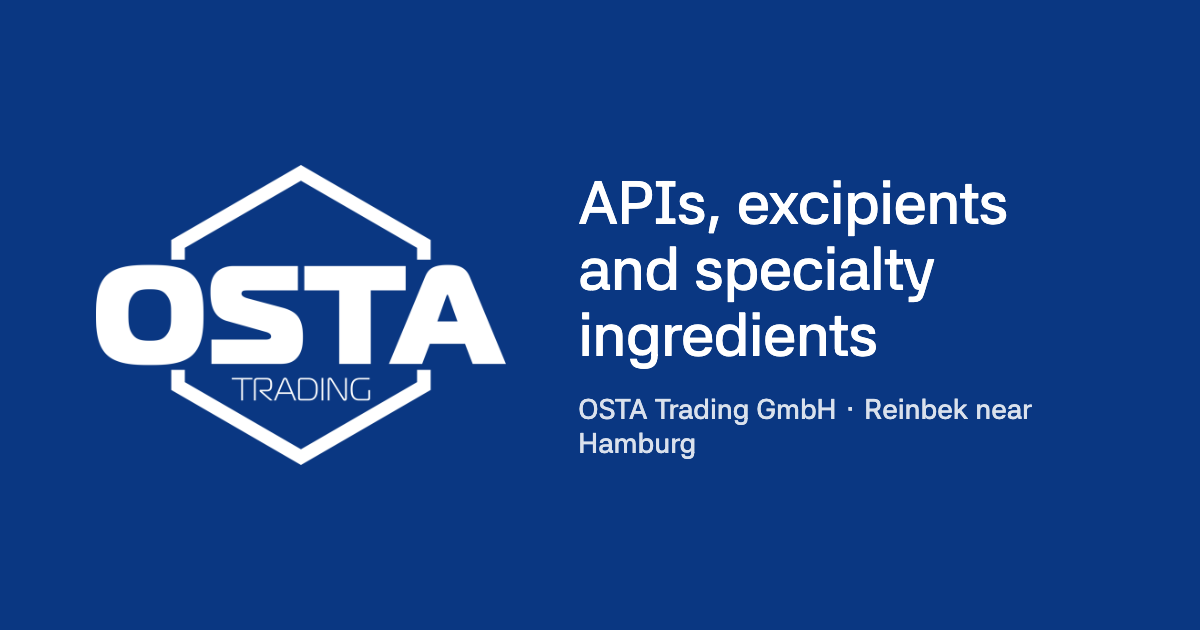 OSTA
TRADING
APIs, excipients
and specialty
ingredients
OSTA Trading GmbH · Reinbek near
Hamburg